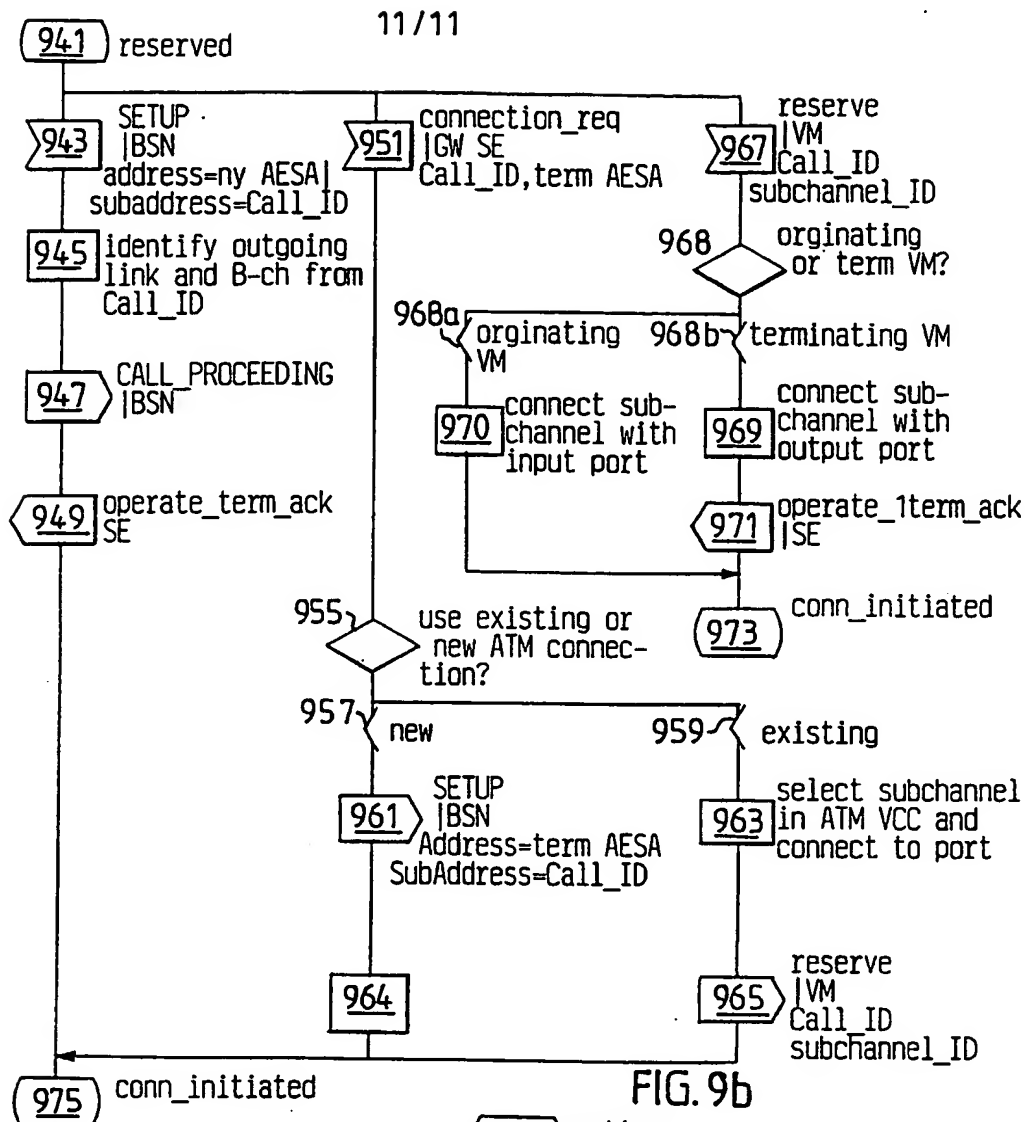 11/11
941 reserved
943 SETUP
|BSN
address=ny AESA|
subaddress=Call_ID
945 identify outgoing
link and B-ch from
Call_ID
947 CALL_PROCEEDING
|BSN
949 operate_term_ack
SE
951 connection_req
|GW SE
Call_ID,term AESA
967 reserve
|VM
Call_ID
subchannel_ID
968 orginating
or term VM?
968a orginating
VM
970 connect sub-
channel with
input port
968b terminating VM
969 connect sub-
channel with
output port
971 operate_1term_ack
|SE
973 conn_initiated
955 use existing or
new ATM connec-
tion?
957 new
961 SETUP
|BSN
Address=term AESA
SubAddress=Call_ID
964
959 existing
963 select subchannel
in ATM VCC and
connect to port
965 reserve
|VM
Call_ID
subchannel_ID
975 conn_initiated
FIG. 9b